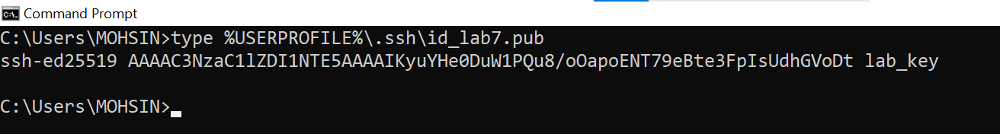 Command Prompt
C:\Users\MOHSIN>type %USERPROFILE%\.ssh\id_lab7.pub
ssh-ed25519 AAAAC3NzaC1lZDI1NTE5AAAAIKyuYHe0DuW1PQu8/oOapoENT79eBte3FpIsUdhGVoDt lab_key
C:\Users\MOHSIN>